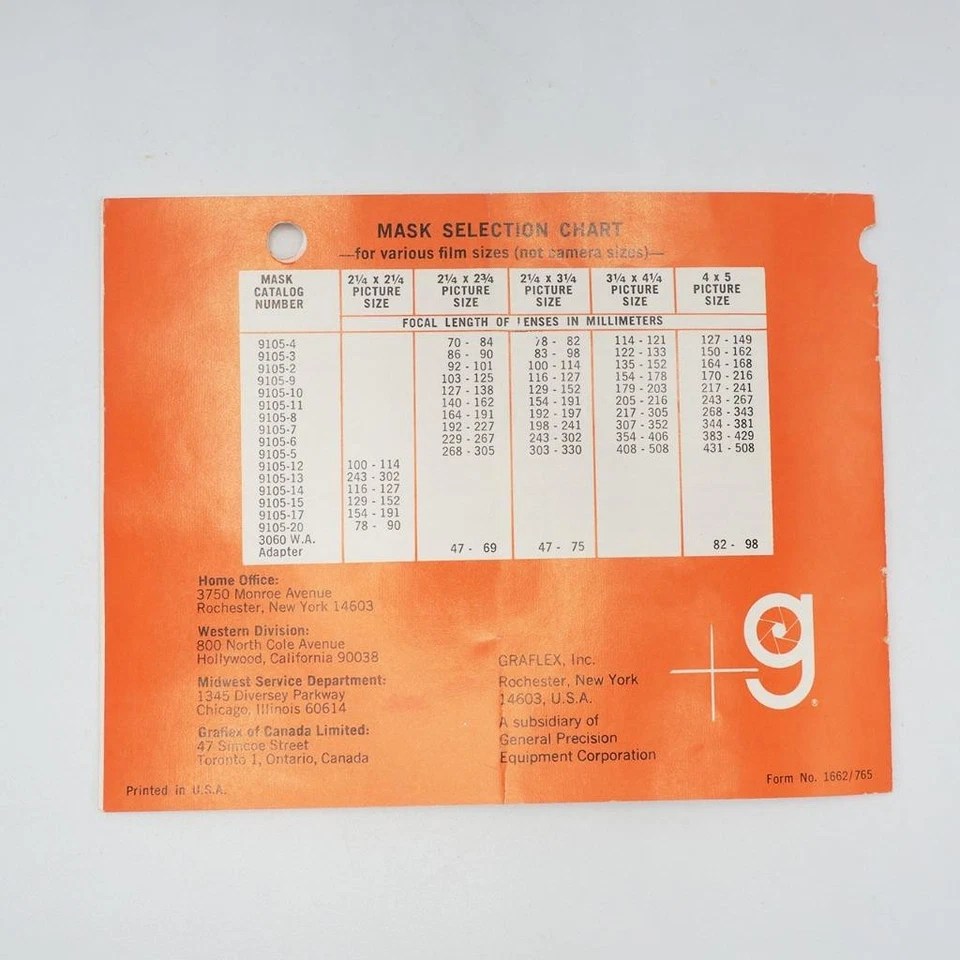 MASK SELECTION CHART
—for various film sizes (not camera sizes)—
MASK CATALOG NUMBER 2¼ x 2¼ PICTURE SIZE 2¼ x 2¾ PICTURE SIZE 2¼ x 3¼ PICTURE SIZE 3¼ x 4¼ PICTURE SIZE 4 x 5 PICTURE SIZE
FOCAL LENGTH OF LENSES IN MILLIMETERS
9105-4 70 - 84 78 - 82 114 - 121 127 - 149
9105-3 86 - 90 83 - 98 122 - 133 150 - 162
9105-2 92 - 101 100 - 114 135 - 152 164 - 168
9105-9 103 - 125 116 - 127 154 - 178 170 - 216
9105-10 127 - 138 129 - 152 179 - 203 217 - 241
9105-11 140 - 162 154 - 191 205 - 216 243 - 267
9105-8 164 - 191 192 - 197 217 - 305 268 - 343
9105-7 192 - 227 198 - 241 307 - 352 344 - 381
9105-6 229 - 267 243 - 302 354 - 406 383 - 429
9105-5 268 - 305 303 - 330 408 - 508 431 - 508
9105-12 100 - 114
9105-13 243 - 302
9105-14 116 - 127
9105-15 129 - 152
9105-17 154 - 191
9105-20 78 - 90
3060 W.A.
Adapter 47 - 69 47 - 75 82 - 98
Home Office:
3750 Monroe Avenue
Rochester, New York 14603
Western Division:
800 North Cole Avenue
Hollywood, California 90038
Midwest Service Department:
1345 Diversey Parkway
Chicago, Illinois 60614
Graflex of Canada Limited:
47 Simcoe Street
Toronto 1, Ontario, Canada
Printed in U.S.A.
GRAFLEX, Inc.
Rochester, New York
14603, U.S.A.
A subsidiary of
General Precision
Equipment Corporation
g®
Form No. 1662/765